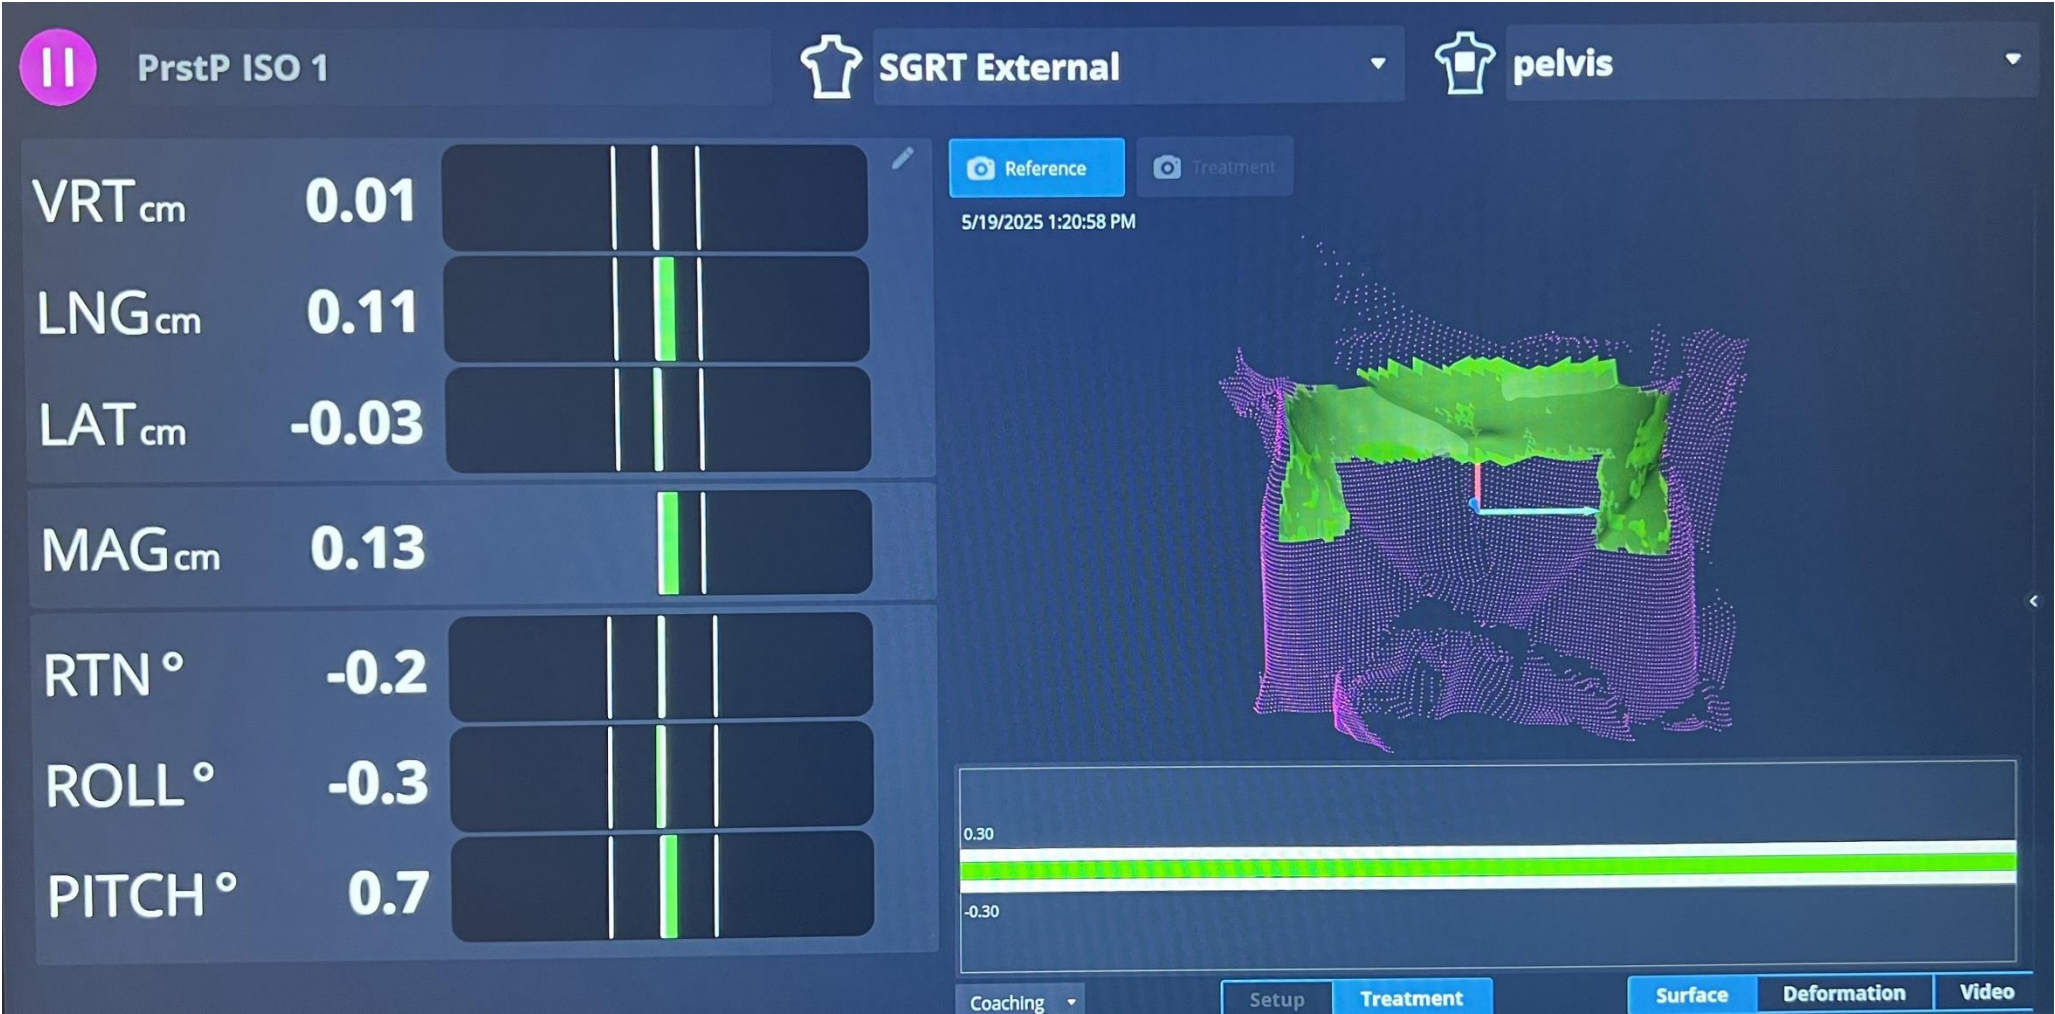 PrstP ISO 1
SGRT External
pelvis
VRT cm 0.01
LNG cm 0.11
LAT cm -0.03
MAG cm 0.13
RTN ° -0.2
ROLL ° -0.3
PITCH ° 0.7
Reference
Treatment
5/19/2025 1:20:58 PM
0.30
-0.30
Coaching
Setup
Treatment
Surface
Deformation
Video